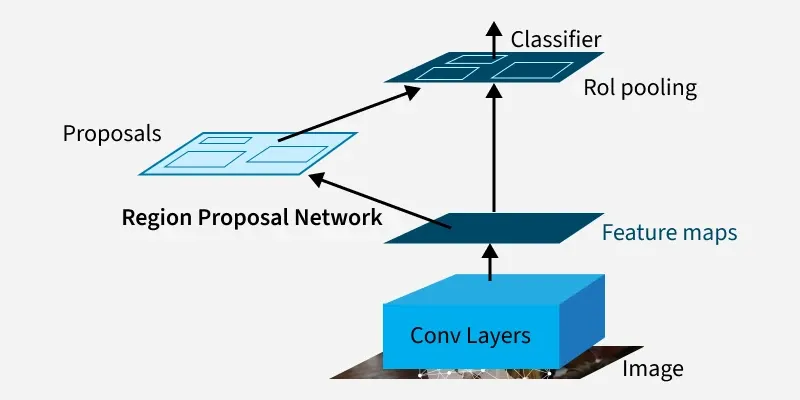 Classifier
RoI pooling
Proposals
Region Proposal Network
Feature maps
Conv Layers
Image